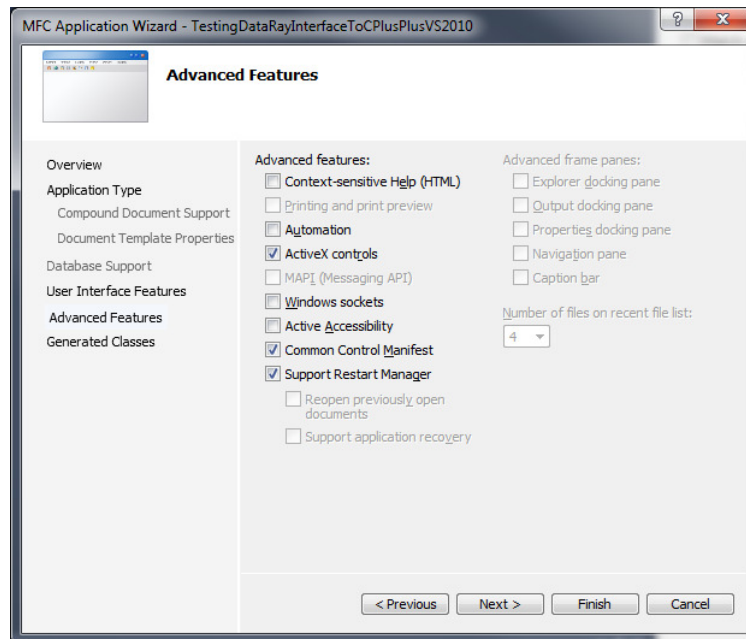 MFC Application Wizard - TestingDataRayInterfaceToCPlusPlusVS2010
Advanced Features
Overview
Application Type
Compound Document Support
Document Template Properties
Database Support
User Interface Features
Advanced Features
Generated Classes
Advanced features:
Context-sensitive Help (HTML)
Printing and print preview
Automation
ActiveX controls
MAPI (Messaging API)
Windows sockets
Active Accessibility
Common Control Manifest
Support Restart Manager
Reopen previously open
documents
Support application recovery
Advanced frame panes:
Explorer docking pane
Output docking pane
Properties docking pane
Navigation pane
Caption bar
Number of files on recent file list:
4
< Previous
Next >
Finish
Cancel